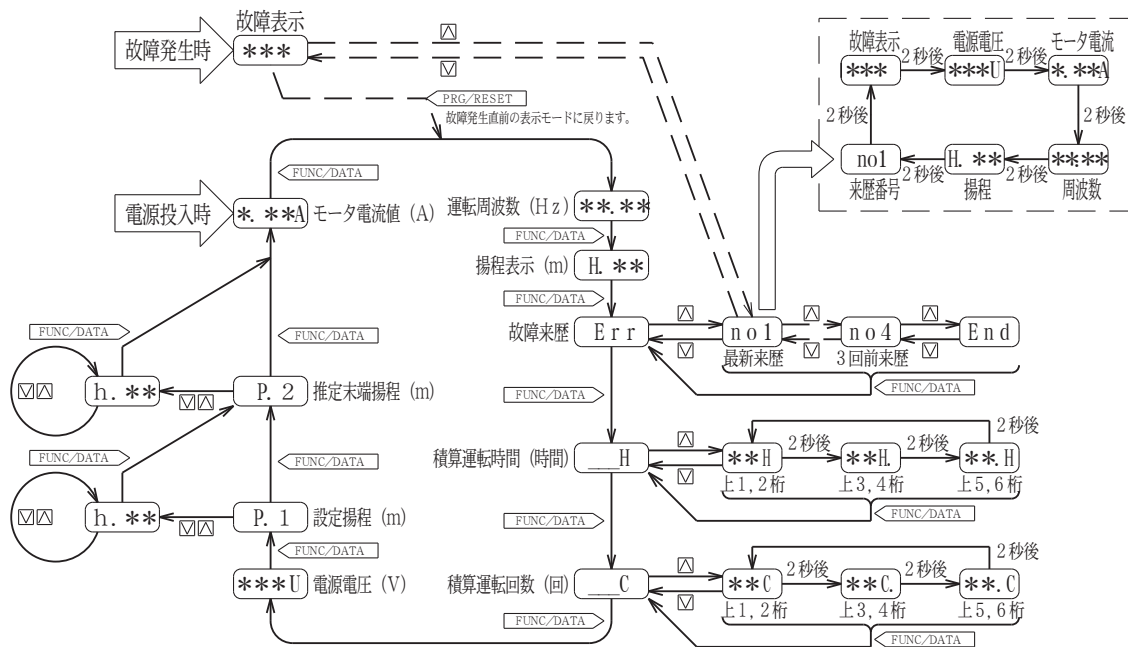 故障表示
故障発生時
***
PRG/RESET
故障発生直前の表示モードに戻ります。
故障表示
2秒後
電源電圧
2秒後
モータ電流
***
***U
*.**A
2秒後
2秒後
no1
H.**
****
来歴番号
2秒後
揚程
2秒後
周波数
FUNC/DATA
電源投入時
*.**A
モータ電流値 (A)
運転周波数 (Hz)
**.**
FUNC/DATA
揚程表示 (m)
H.**
FUNC/DATA
FUNC/DATA
FUNC/DATA
故障来歴
Err
no1
no4
End
最新来歴
3回前来歴
FUNC/DATA
h.**
P.2
推定末端揚程 (m)
FUNC/DATA
FUNC/DATA
FUNC/DATA
積算運転時間 (時間)
___H
**H
2秒後
**H.
2秒後
**.H
2秒後
上1,2桁
上3,4桁
上5,6桁
FUNC/DATA
h.**
P.1
設定揚程 (m)
FUNC/DATA
FUNC/DATA
***U
電源電圧 (V)
積算運転回数 (回)
___C
**C
2秒後
**C.
2秒後
**.C
2秒後
上1,2桁
上3,4桁
上5,6桁
FUNC/DATA
FUNC/DATA